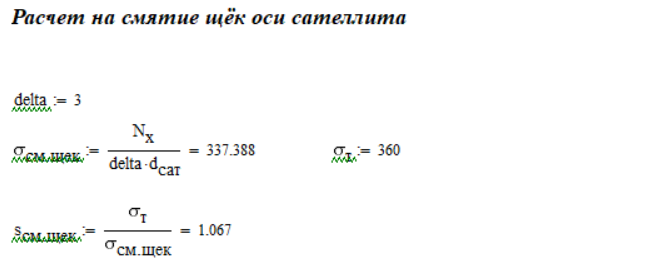 Расчет на смятие щёк оси сателлита
delta := 3
σсм.щек := Nx / (delta·dсат) = 337.388 σт := 360
sсм.щек := σт / σсм.щек = 1.067